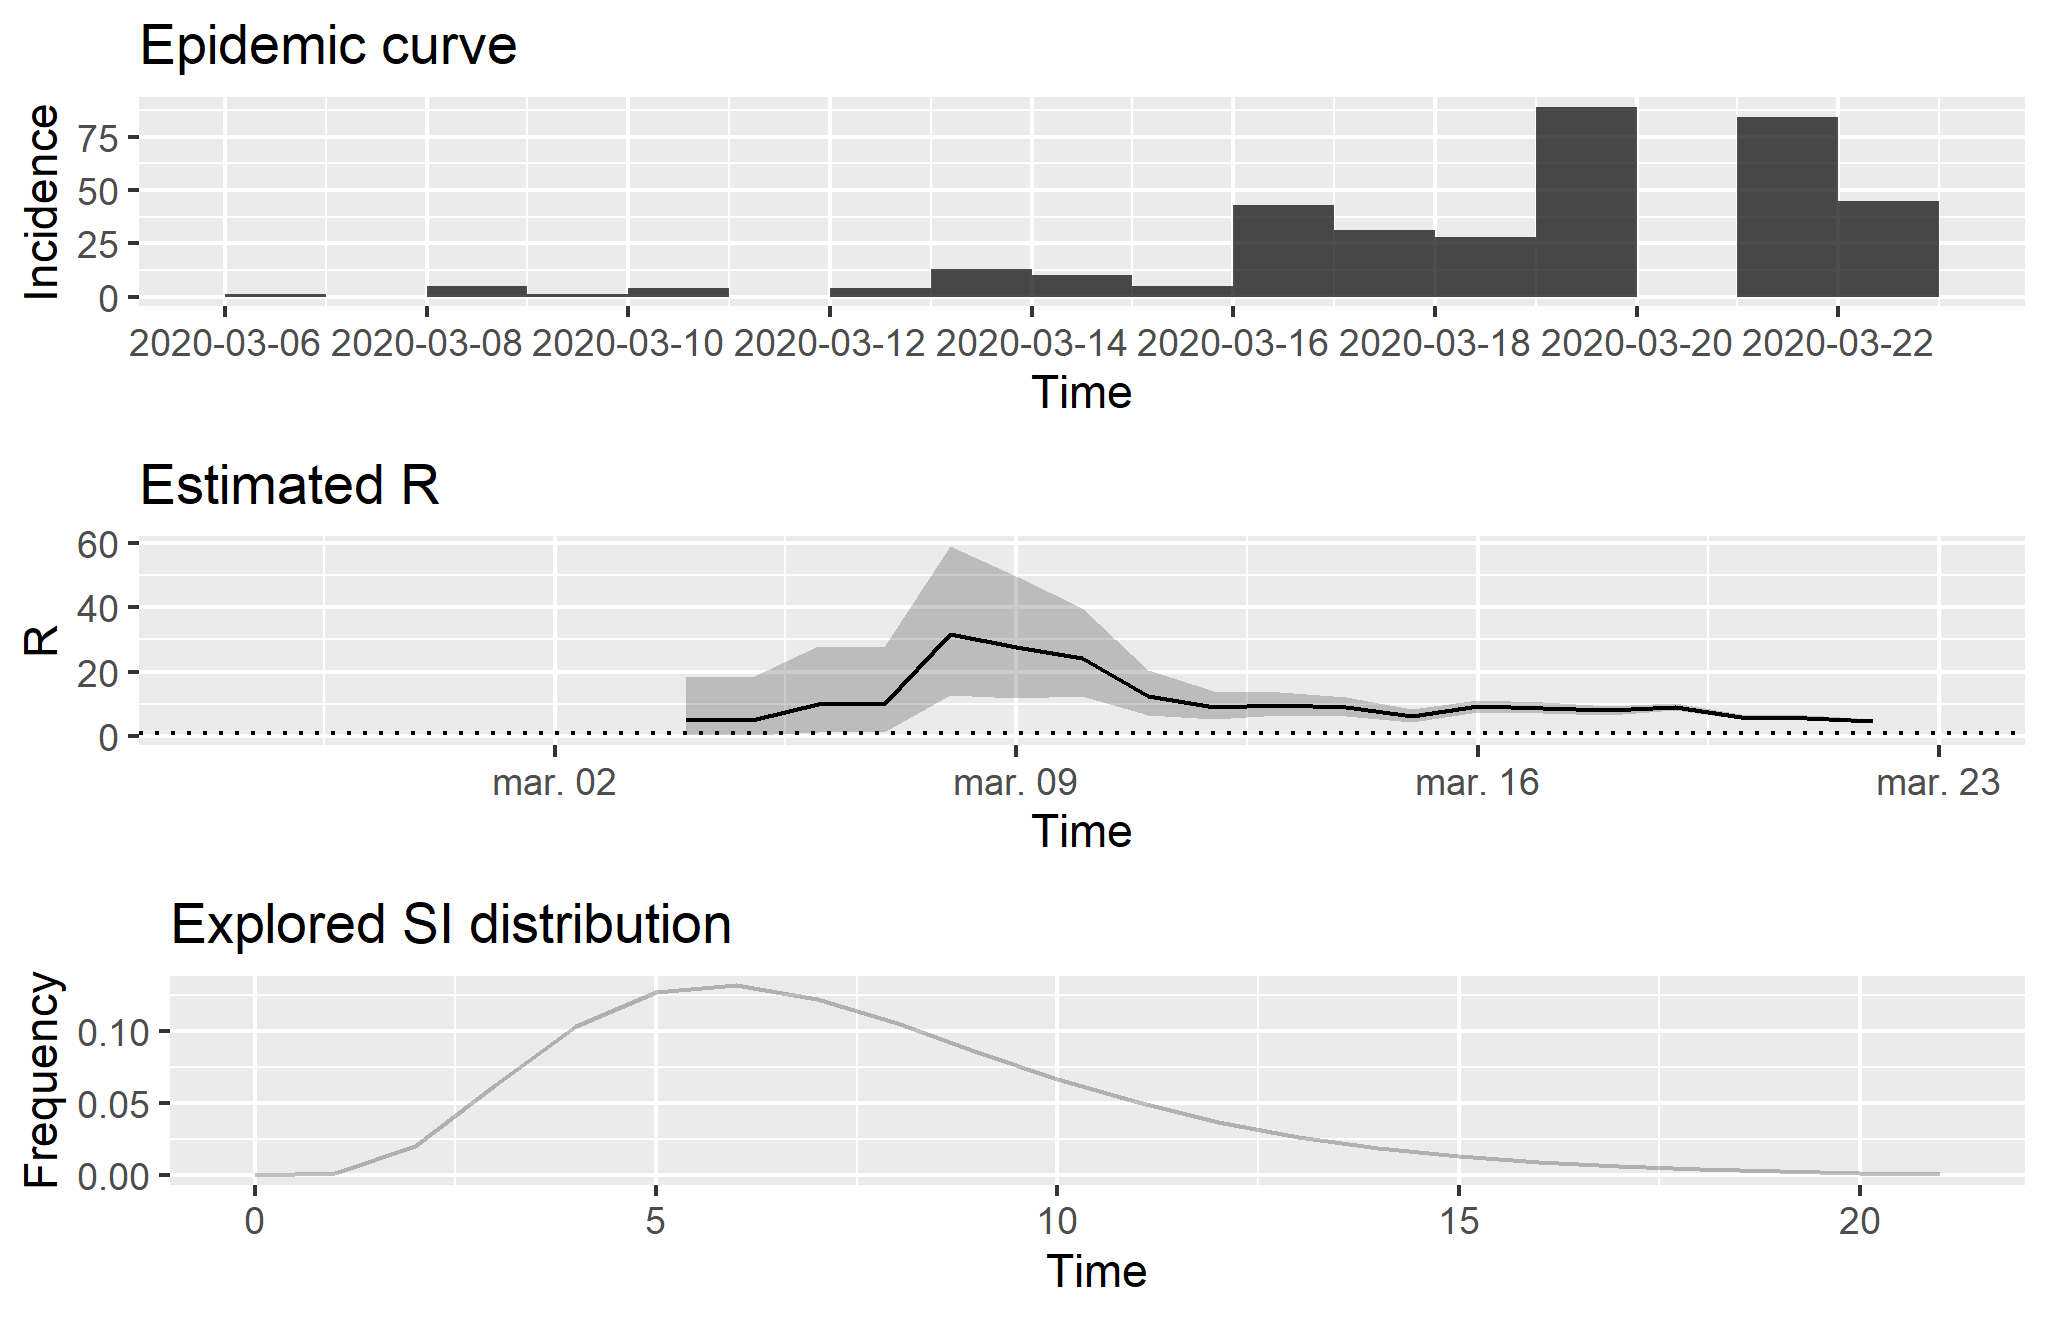 Epidemic curve
Incidence
75
50
25
0
2020-03-06 2020-03-08 2020-03-10 2020-03-12 2020-03-14 2020-03-16 2020-03-18 2020-03-20 2020-03-22
Time
Estimated R
R
60
40
20
0
mar. 02 mar. 09 mar. 16 mar. 23
Time
Explored SI distribution
Frequency
0.10
0.05
0.00
0 5 10 15 20
Time